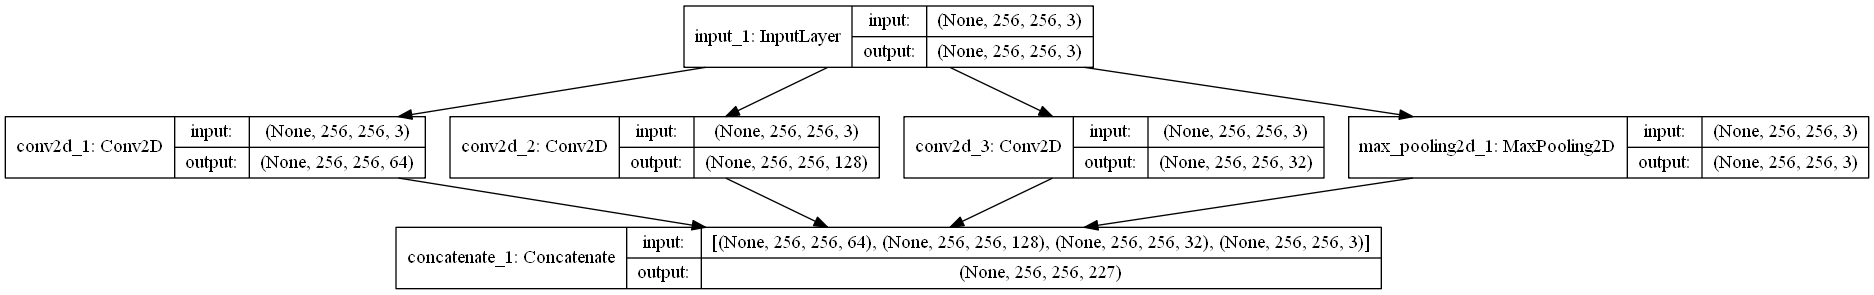 input_1: InputLayer
input: (None, 256, 256, 3)
output: (None, 256, 256, 3)
conv2d_1: Conv2D
input: (None, 256, 256, 3)
output: (None, 256, 256, 64)
conv2d_2: Conv2D
input: (None, 256, 256, 3)
output: (None, 256, 256, 128)
conv2d_3: Conv2D
input: (None, 256, 256, 3)
output: (None, 256, 256, 32)
max_pooling2d_1: MaxPooling2D
input: (None, 256, 256, 3)
output: (None, 256, 256, 3)
concatenate_1: Concatenate
input: [(None, 256, 256, 64), (None, 256, 256, 128), (None, 256, 256, 32), (None, 256, 256, 3)]
output: (None, 256, 256, 227)